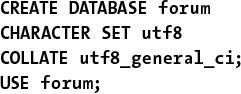 CREATE DATABASE forum
CHARACTER SET utf8
COLLATE utf8_general_ci;
USE forum;